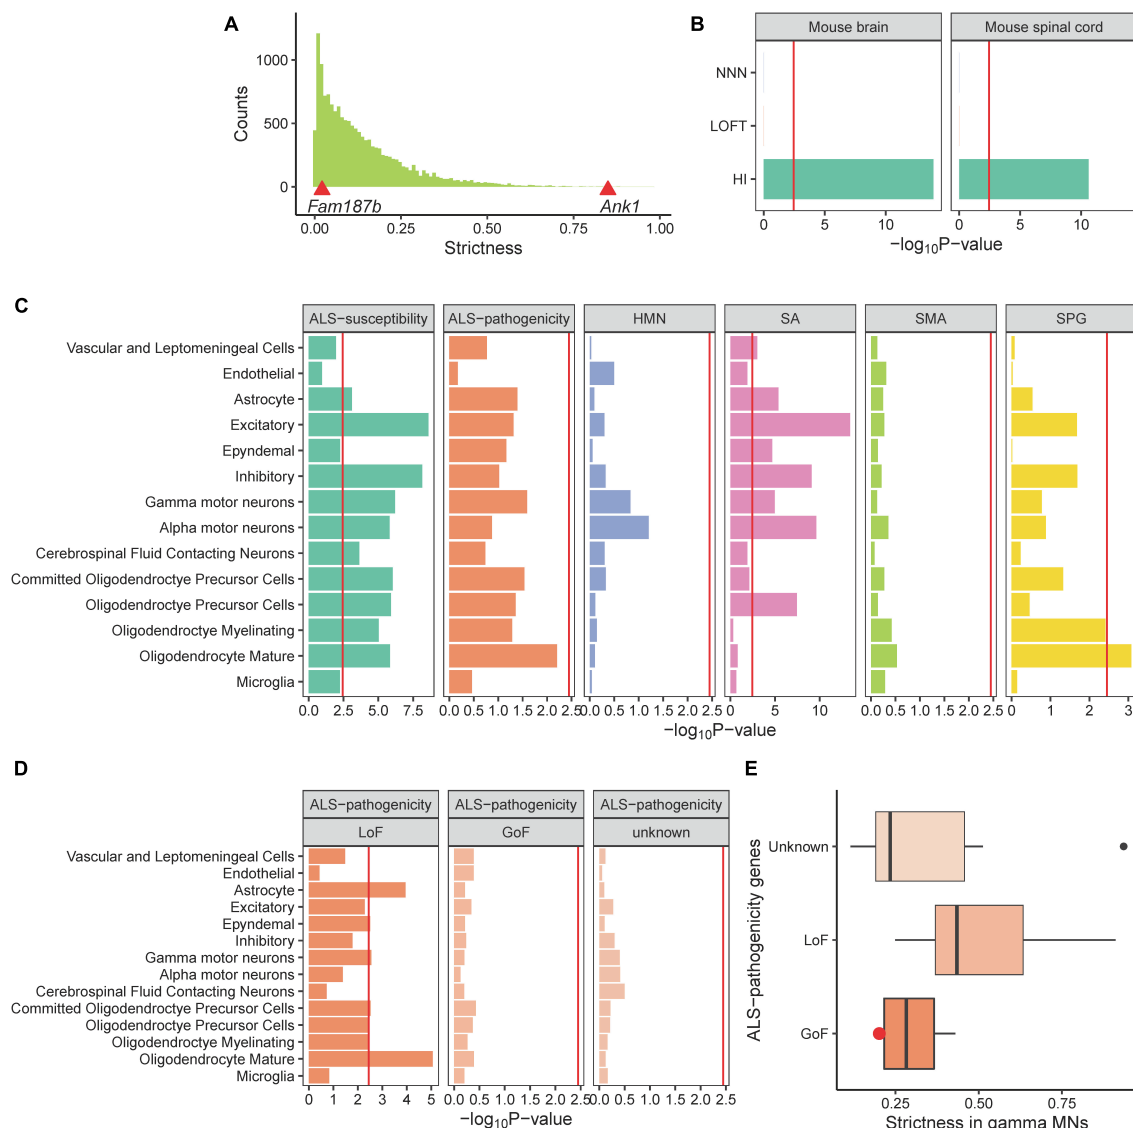 A
Counts
1000
500
0
Fam187b
Ank1
0.00 0.25 0.50 0.75 1.00
Strictness
B
Mouse brain Mouse spinal cord
NNN
LOFT
HI
0 5 10 0 5 10
−log10P−value
C
ALS−susceptibility ALS−pathogenicity HMN SA SMA SPG
Vascular and Leptomeningeal Cells
Endothelial
Astrocyte
Excitatory
Epyndemal
Inhibitory
Gamma motor neurons
Alpha motor neurons
Cerebrospinal Fluid Contacting Neurons
Committed Oligodendroctye Precursor Cells
Oligodendroctye Precursor Cells
Oligodendroctye Myelinating
Oligodendrocyte Mature
Microglia
0.0 2.5 5.0 7.5 0.0 0.5 1.0 1.5 2.0 2.5 0.0 0.5 1.0 1.5 2.0 2.5 0 5 10 0.0 0.5 1.0 1.5 2.0 2.5 0 1 2 3
−log10P−value
D
ALS−pathogenicity ALS−pathogenicity ALS−pathogenicity
LoF GoF unknown
Vascular and Leptomeningeal Cells
Endothelial
Astrocyte
Excitatory
Epyndemal
Inhibitory
Gamma motor neurons
Alpha motor neurons
Cerebrospinal Fluid Contacting Neurons
Committed Oligodendroctye Precursor Cells
Oligodendroctye Precursor Cells
Oligodendroctye Myelinating
Oligodendrocyte Mature
Microglia
0 1 2 3 4 5 0.0 0.5 1.0 1.5 2.0 2.5 0.0 0.5 1.0 1.5 2.0 2.5
−log10P−value
E
ALS−pathogenicity genes
Unknown
LoF
GoF
0.25 0.50 0.75
Strictness in gamma MNs